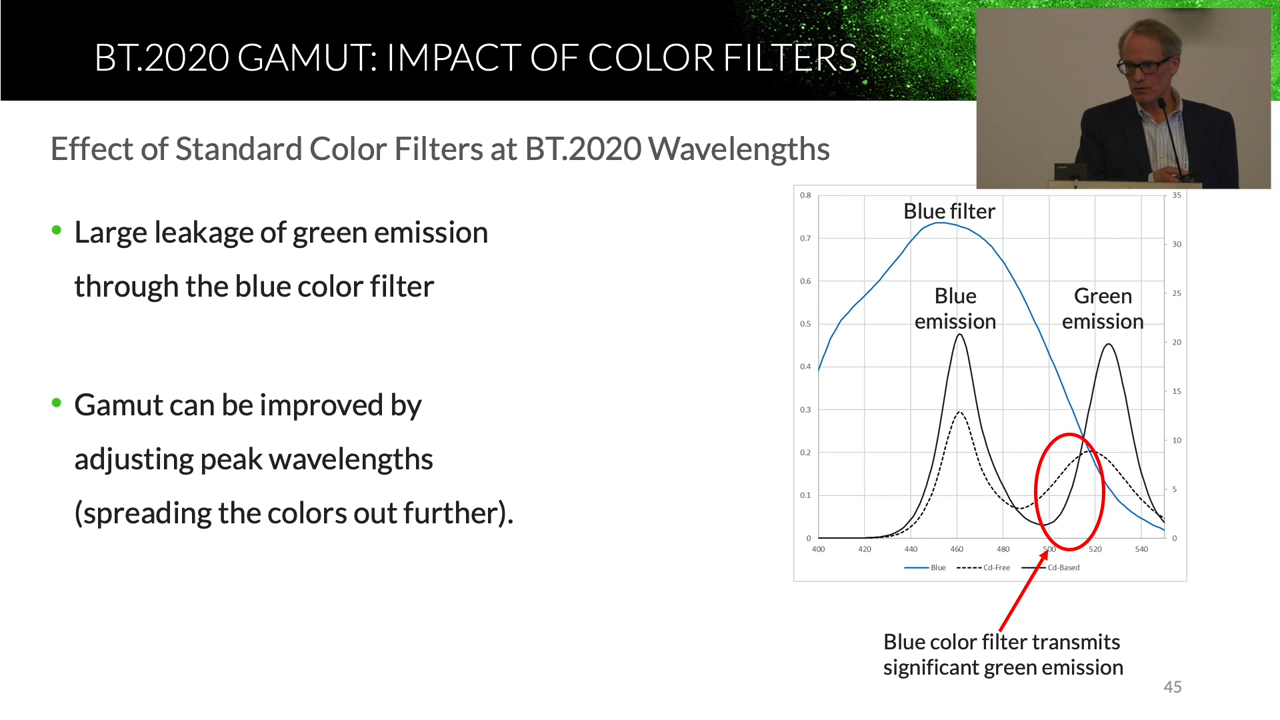 BT.2020 GAMUT: IMPACT OF COLOR FILTERS
Effect of Standard Color Filters at BT.2020 Wavelengths
• Large leakage of green emission
through the blue color filter
• Gamut can be improved by
adjusting peak wavelengths
(spreading the colors out further).
Blue filter
Blue
emission
Green
emission
0.8
0.7
0.6
0.5
0.4
0.3
0.2
0.1
0
35
30
25
20
15
10
5
0
400 420 440 460 480 500 520 540
Blue Cd-Free Cd-Based
Blue color filter transmits
significant green emission
45